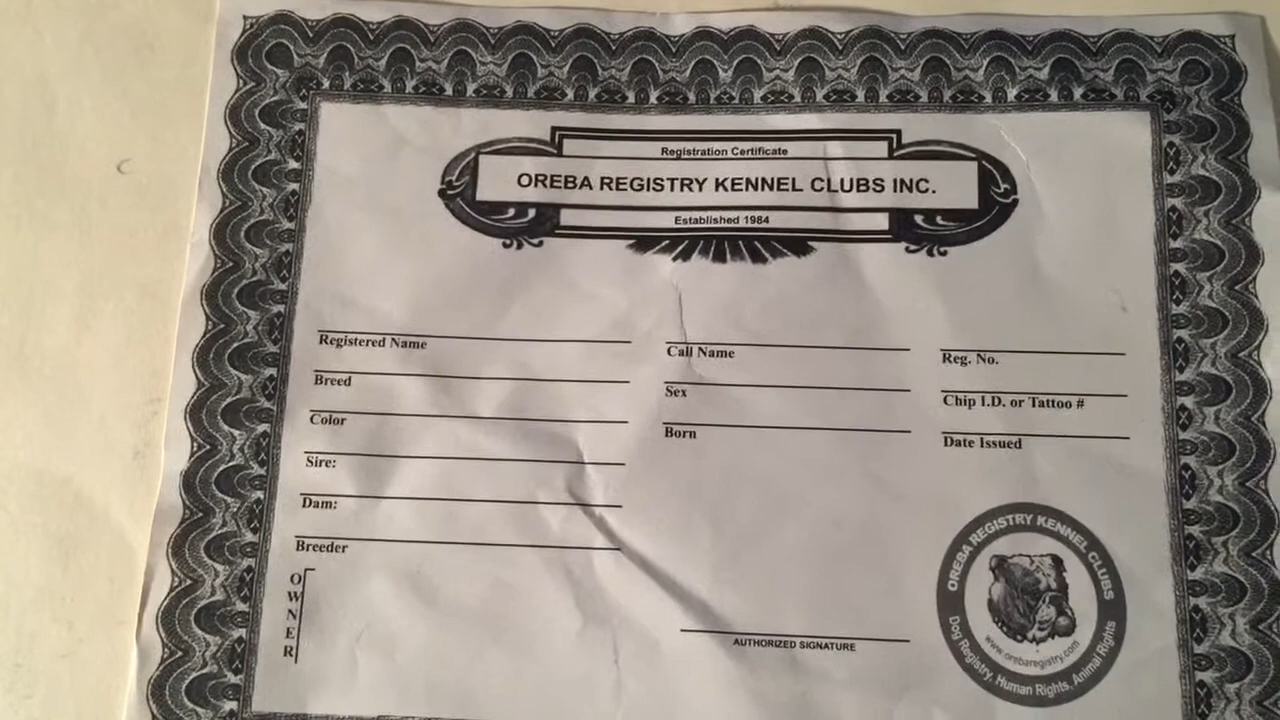 Registration Certificate
OREBA REGISTRY KENNEL CLUBS INC.
Established 1984
Registered Name
Call Name
Reg. No.
Breed
Sex
Chip I.D. or Tattoo #
Color
Born
Date Issued
Sire:
Dam:
Breeder
OWNER
AUTHORIZED SIGNATURE
OREBA REGISTRY KENNEL CLUBS
www.orebaregistry.com
Dog Registry, Human Rights, Animal Rights